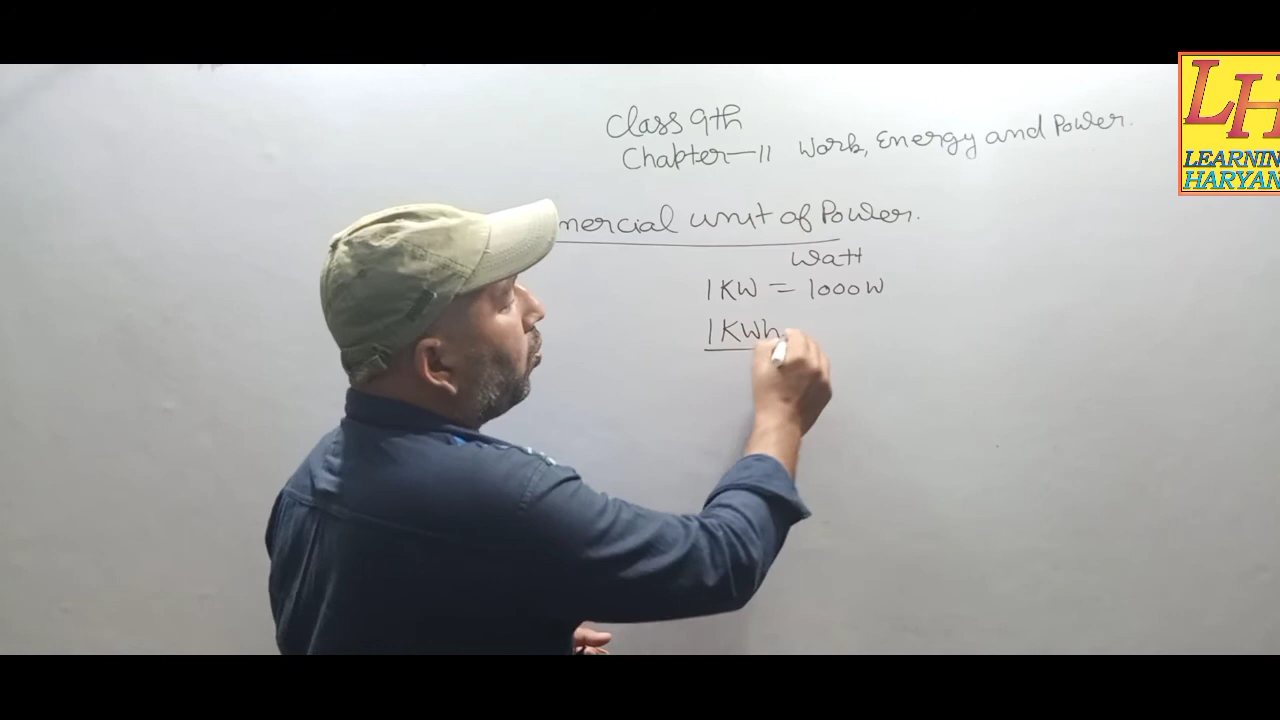 Class 9th
Chapter-11 Work, Energy and Power.
mercial unit of Power.
Watt
1KW = 1000W
1KWh
LH
LEARNIN
HARYAN